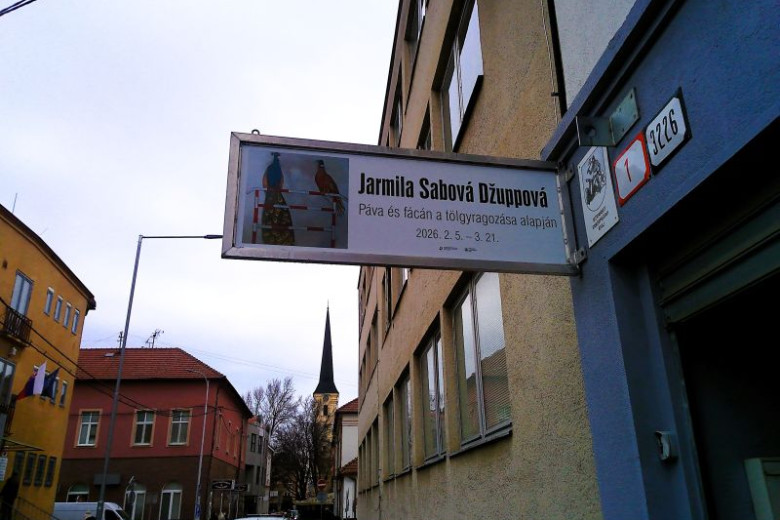 Jarmila Sabová Džuppová
Páva és fácán a tölgyragozása alapján
2026. 2. 5. – 3. 21.
1
3226